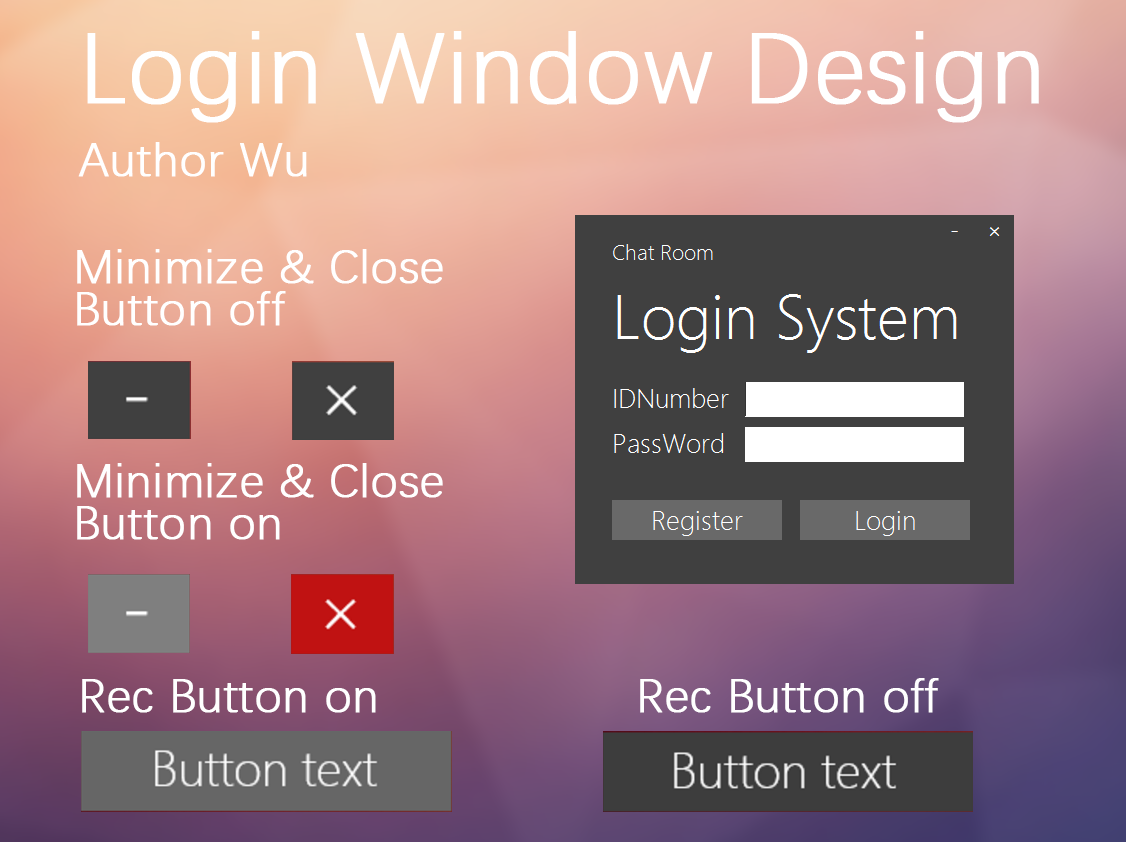 Login Window Design
Author Wu
Minimize & Close
Button off
Minimize & Close
Button on
Rec Button on
Button text
Chat Room
Login System
IDNumber
PassWord
Register
Login
Rec Button off
Button text